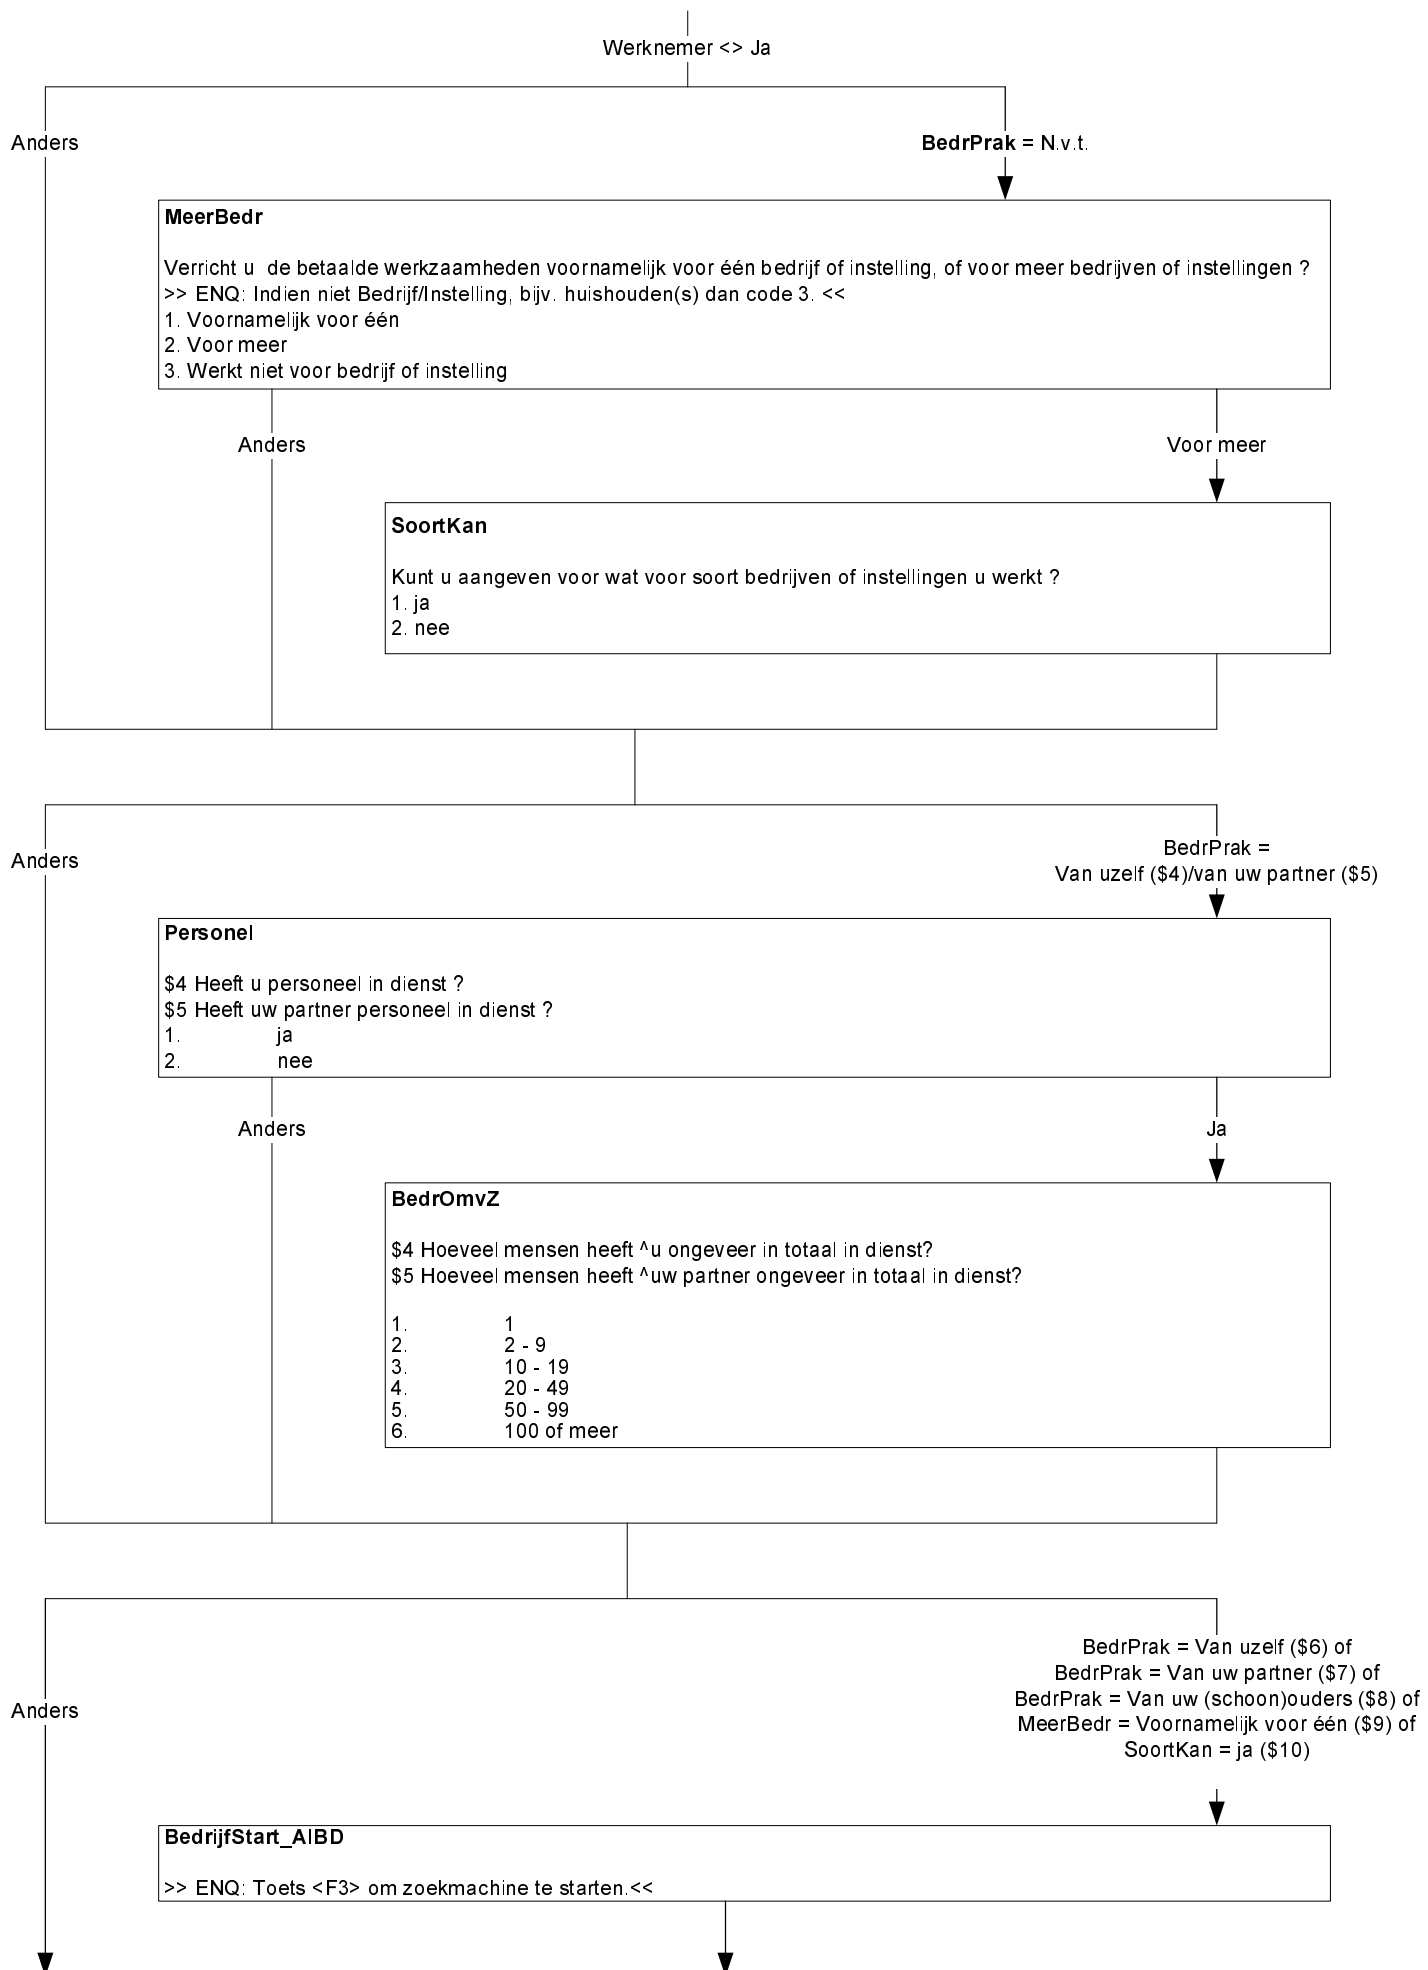 Werknemer <> Ja
Anders
BedrPrak = N.v.t.
MeerBedr
Verricht u  de betaalde werkzaamheden voornamelijk voor één bedrijf of instelling, of voor meer bedrijven of instellingen ?
>> ENQ: Indien niet Bedrijf/Instelling, bijv. huishouden(s) dan code 3. <<
1. Voornamelijk voor één
2. Voor meer
3. Werkt niet voor bedrijf of instelling
Anders
Voor meer
SoortKan
Kunt u aangeven voor wat voor soort bedrijven of instellingen u werkt ?
1. ja
2. nee
Anders
BedrPrak =
Van uzelf ($4)/van uw partner ($5)
Personel
$4 Heeft u personeel in dienst ?
$5 Heeft uw partner personeel in dienst ?
1. ja
2. nee
Anders
Ja
BedrOmvZ
$4 Hoeveel mensen heeft ^u ongeveer in totaal in dienst?
$5 Hoeveel mensen heeft ^uw partner ongeveer in totaal in dienst?
1. 1
2. 2 - 9
3. 10 - 19
4. 20 - 49
5. 50 - 99
6. 100 of meer
Anders
BedrPrak = Van uzelf ($6) of
BedrPrak = Van uw partner ($7) of
BedrPrak = Van uw (schoon)ouders ($8) of
MeerBedr = Voornamelijk voor één ($9) of
SoortKan = ja ($10)
BedrijfStart_AIBD
>> ENQ: Toets <F3> om zoekmachine te starten.<<